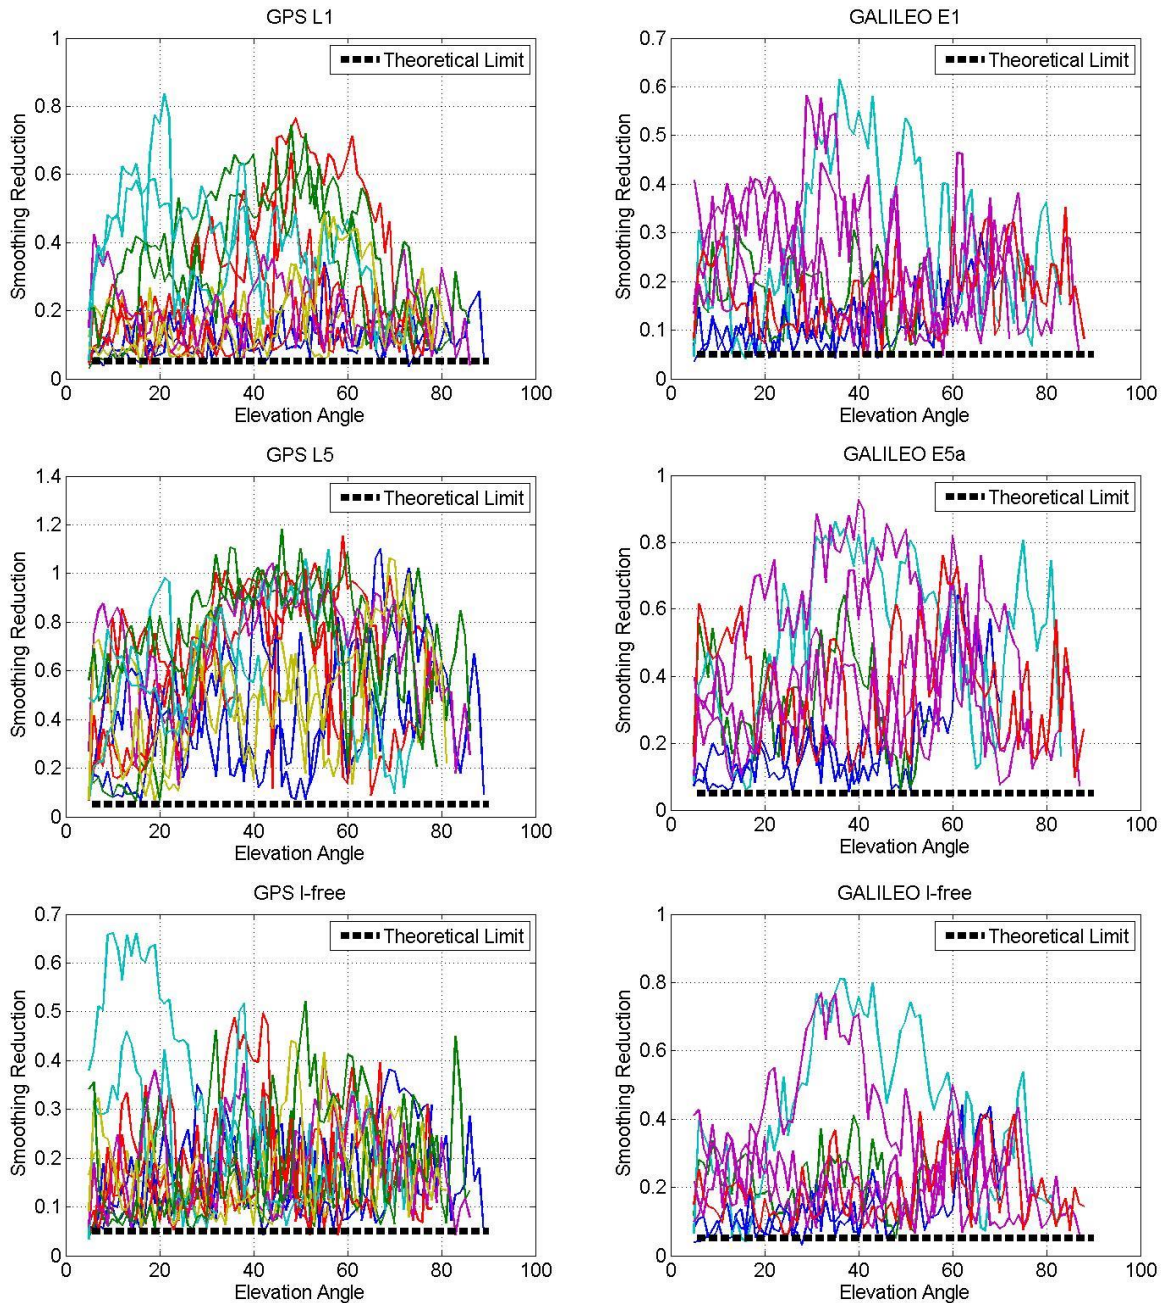 GPS L1
1
0.8
0.6
0.4
0.2
0
0 20 40 60 80 100
Smoothing Reduction
Elevation Angle
Theoretical Limit
GALILEO E1
0.7
0.6
0.5
0.4
0.3
0.2
0.1
0
0 20 40 60 80 100
Smoothing Reduction
Elevation Angle
Theoretical Limit
GPS L5
1.4
1.2
1
0.8
0.6
0.4
0.2
0
0 20 40 60 80 100
Smoothing Reduction
Elevation Angle
Theoretical Limit
GALILEO E5a
1
0.8
0.6
0.4
0.2
0
0 20 40 60 80 100
Smoothing Reduction
Elevation Angle
Theoretical Limit
GPS I-free
0.7
0.6
0.5
0.4
0.3
0.2
0.1
0
0 20 40 60 80 100
Smoothing Reduction
Elevation Angle
Theoretical Limit
GALILEO I-free
1
0.8
0.6
0.4
0.2
0
0 20 40 60 80 100
Smoothing Reduction
Elevation Angle
Theoretical Limit